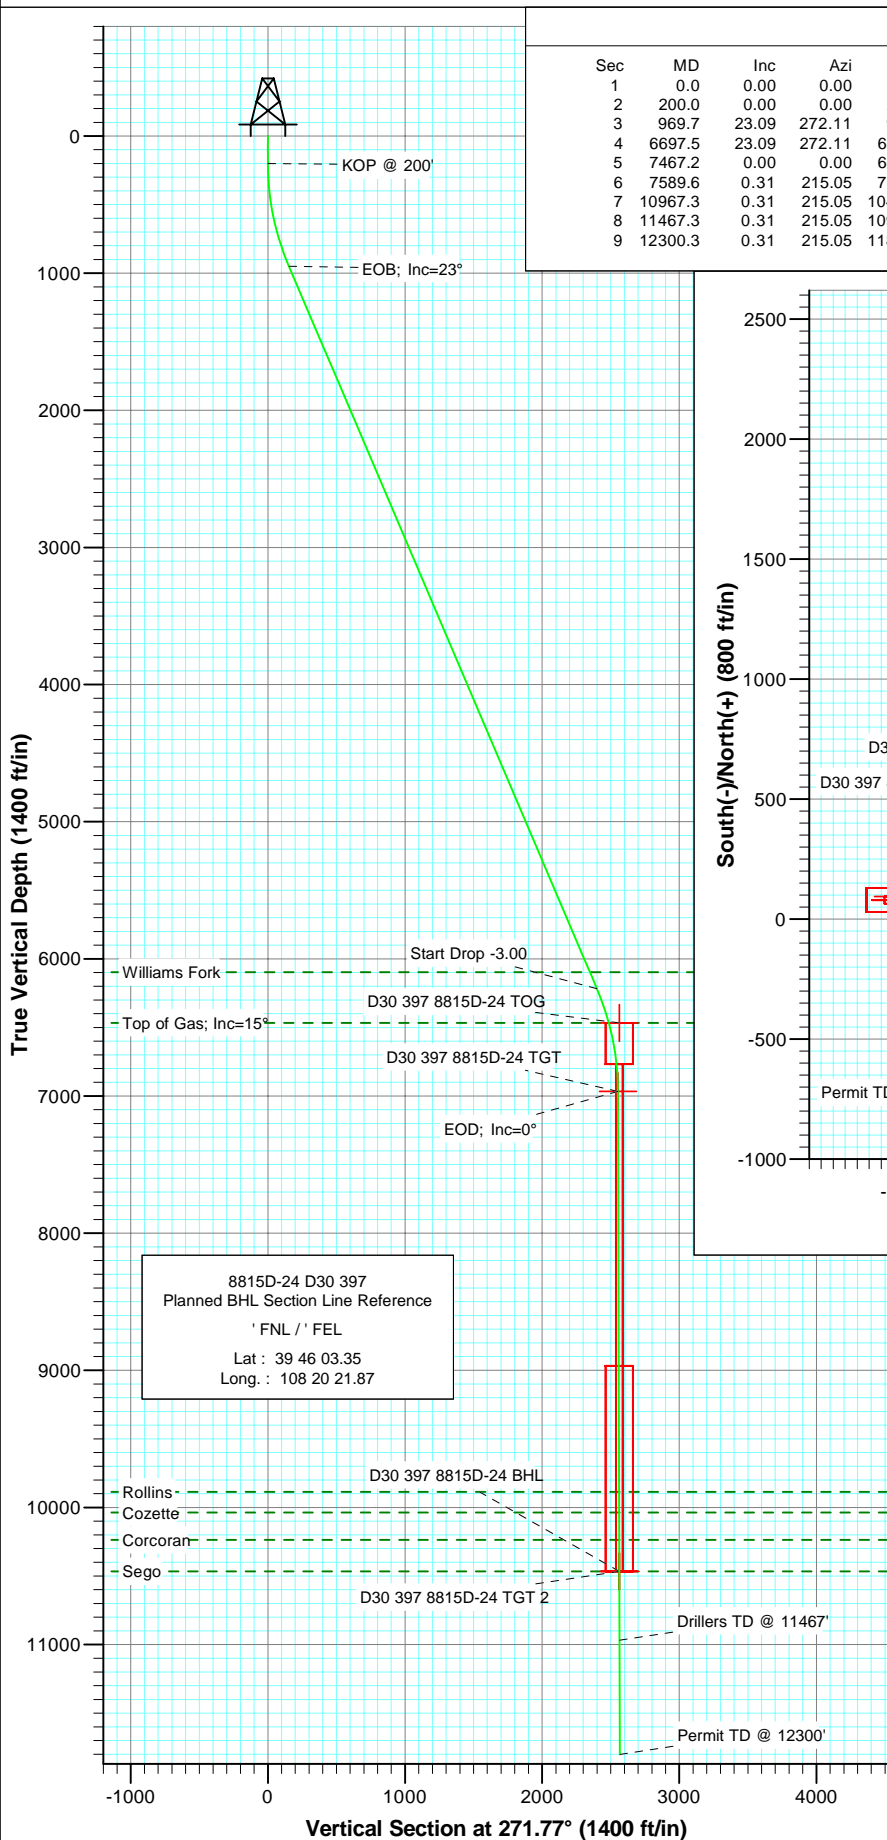 Sec MD Inc Azi
1 0.0 0.00 0.00
2 200.0 0.00 0.00
3 969.7 23.09 272.11
4 6697.5 23.09 272.11
5 7467.2 0.00 0.00
6 7589.6 0.31 215.05
7 10967.3 0.31 215.05
8 11467.3 0.31 215.05
9 12300.3 0.31 215.05
True Vertical Depth (1400 ft/in)
0
1000
2000
3000
4000
5000
6000
7000
8000
9000
10000
11000
KOP @ 200'
EOB; Inc=23°
Start Drop -3.00
Williams Fork
D30 397 8815D-24 TOG
Top of Gas; Inc=15°
D30 397 8815D-24 TGT
EOD; Inc=0°
8815D-24 D30 397
Planned BHL Section Line Reference
' FNL / ' FEL
Lat : 39 46 03.35
Long. : 108 20 21.87
D30 397 8815D-24 BHL
Rollins
Cozette
Corcoran
Sego
D30 397 8815D-24 TGT 2
Drillers TD @ 11467'
Permit TD @ 12300'
-1000 0 1000 2000 3000 4000
Vertical Section at 271.77° (1400 ft/in)
South(-)/North(+) (800 ft/in)
2500
2000
1500
1000
500
0
-500
-1000
D30 397
Permit TD